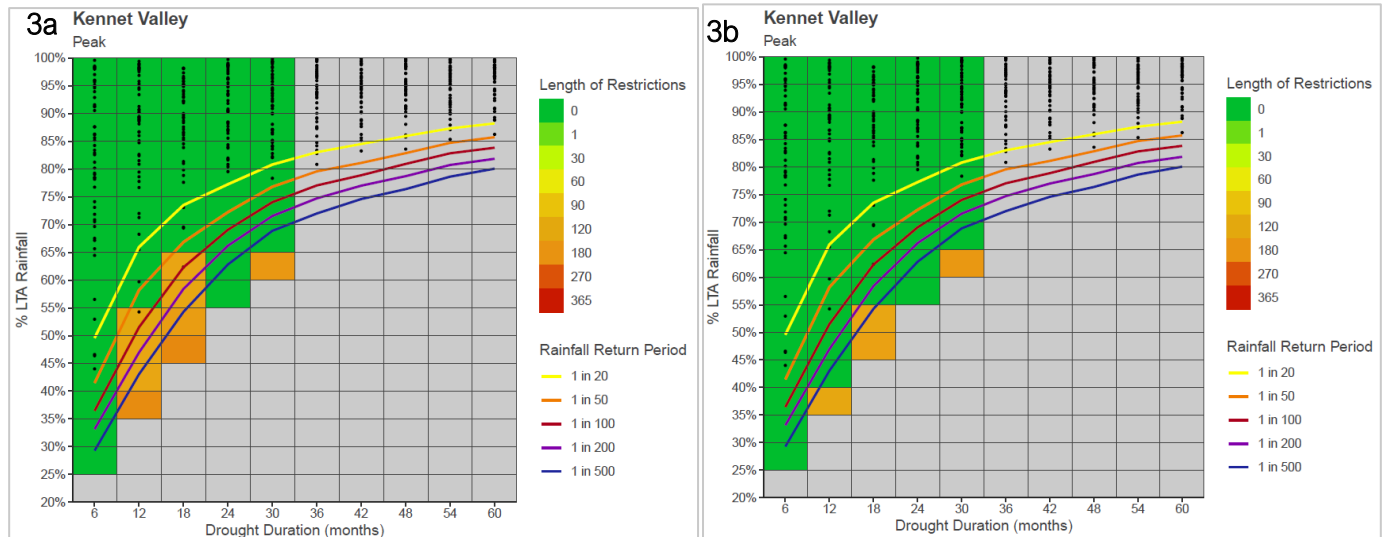 3a
Kennet Valley
Peak
100%
95%
90%
85%
80%
75%
70%
65%
60%
55%
50%
45%
40%
35%
30%
25%
20%
% LTA Rainfall
6 12 18 24 30 36 42 48 54 60
Drought Duration (months)
Length of Restrictions
0
1
30
60
90
120
180
270
365
Rainfall Return Period
1 in 20
1 in 50
1 in 100
1 in 200
1 in 500
3b
Kennet Valley
Peak
100%
95%
90%
85%
80%
75%
70%
65%
60%
55%
50%
45%
40%
35%
30%
25%
20%
% LTA Rainfall
6 12 18 24 30 36 42 48 54 60
Drought Duration (months)
Length of Restrictions
0
1
30
60
90
120
180
270
365
Rainfall Return Period
1 in 20
1 in 50
1 in 100
1 in 200
1 in 500